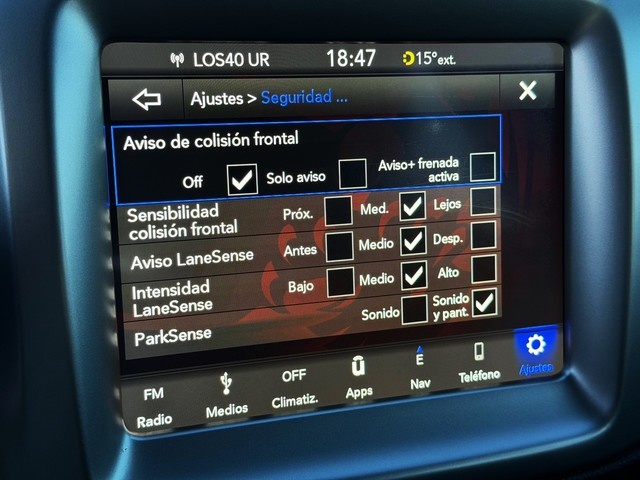 LOS40 UR 18:47 15°ext.
Ajustes > Seguridad ...
Aviso de colisión frontal
Off Solo aviso Aviso+ frenada activa
Sensibilidad colisión frontal Próx. Med. Lejos
Aviso LaneSense Antes Medio Desp.
Intensidad LaneSense Bajo Medio Alto
ParkSense Sonido Sonido y pant.
FM Radio Medios OFF Climatiz. Apps E Nav Teléfono Ajustes